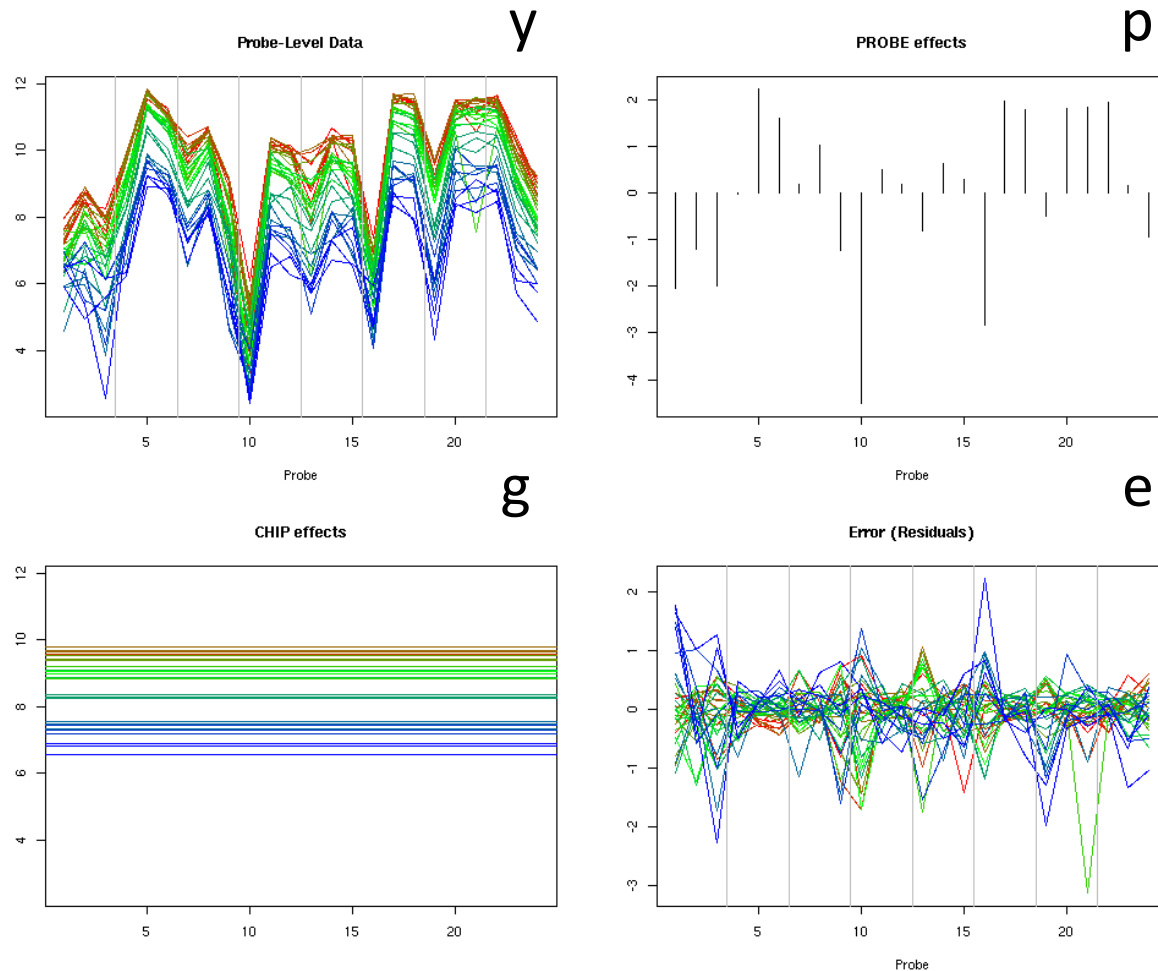 y
Probe-Level Data
12
10
8
6
4
5 10 15 20
Probe
p
PROBE effects
2
1
0
-1
-2
-3
-4
5 10 15 20
Probe
g
CHIP effects
12
10
8
6
4
5 10 15 20
e
Error (Residuals)
2
1
0
-1
-2
-3
5 10 15 20
Probe